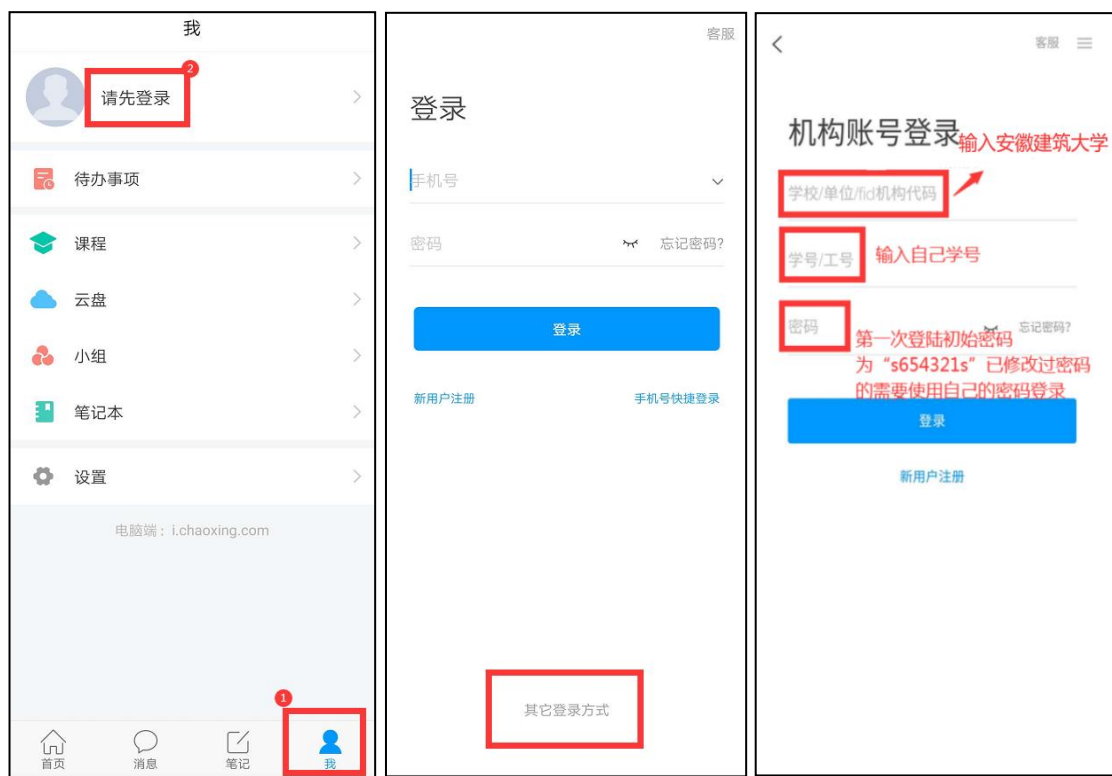 我
2
请先登录
待办事项
课程
云盘
小组
笔记本
设置
电脑端：i.chaoxing.com
1
首页
消息
笔记
我
客服
登录
手机号
密码
忘记密码?
登录
新用户注册
手机号快捷登录
其它登录方式
客服
机构账号登录
输入安徽建筑大学
学校/单位/fid机构代码
学号/工号
输入自己学号
密码
忘记密码?
第一次登陆初始密码
为“s654321s”已修改过密码
的需要使用自己的密码登录
登录
新用户注册